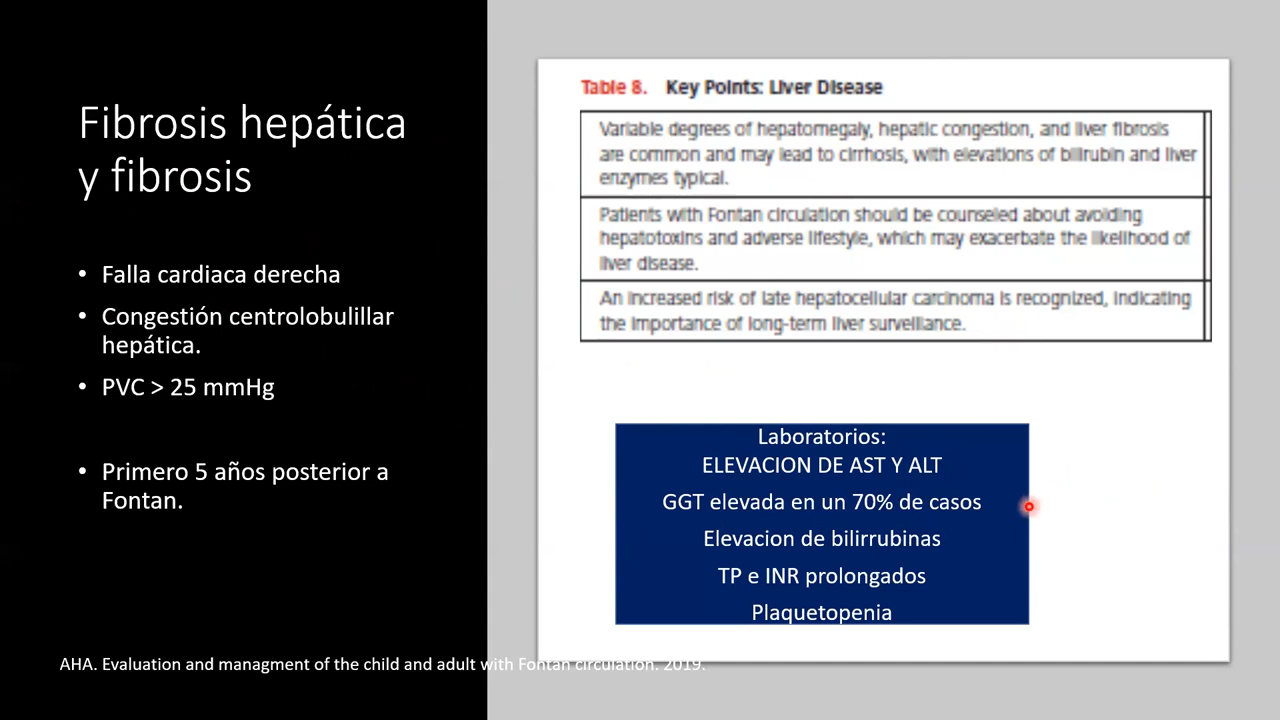 Fibrosis hepática
y fibrosis
• Falla cardiaca derecha
• Congestión centrolobulillar
hepática.
• PVC > 25 mmHg
• Primero 5 años posterior a
Fontan.
Table 8. Key Points: Liver Disease
Variable degrees of hepatomegaly, hepatic congestion, and liver fibrosis
are common and may lead to cirrhosis, with elevations of bilirubin and liver
enzymes typical.
Patients with Fontan circulation should be counseled about avoiding
hepatotoxins and adverse lifestyle, which may exacerbate the likelihood of
liver disease.
An increased risk of late hepatocellular carcinoma is recognized, indicating
the importance of long-term liver surveillance.
Laboratorios:
ELEVACION DE AST Y ALT
GGT elevada en un 70% de casos
Elevacion de bilirrubinas
TP e INR prolongados
Plaquetopenia
AHA. Evaluation and managment of the child and adult with Fontan circulation. 2019.